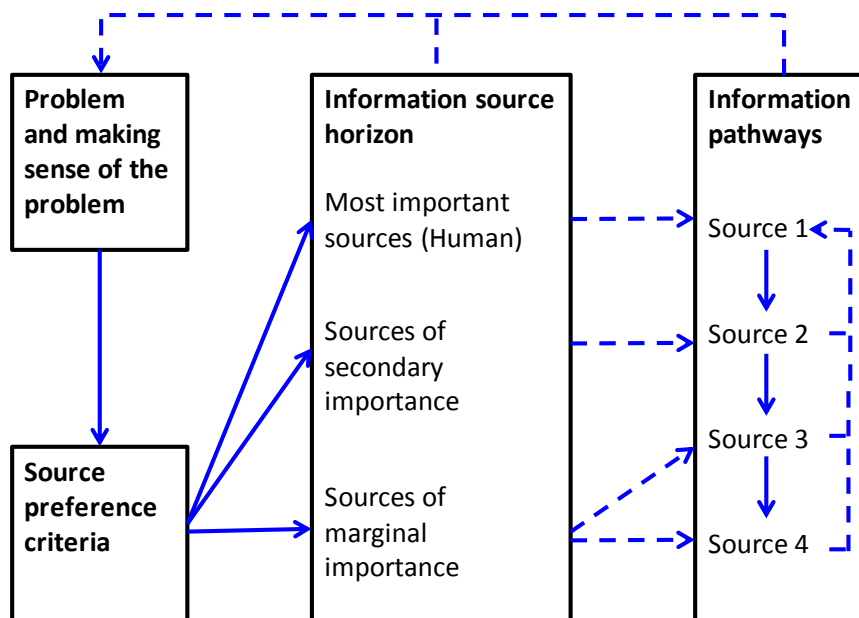 Problem
and making
sense of the
problem
Source
preference
criteria
Information source
horizon
Most important
sources (Human)
Sources of
secondary
importance
Sources of
marginal
importance
Information
pathways
Source 1
Source 2
Source 3
Source 4